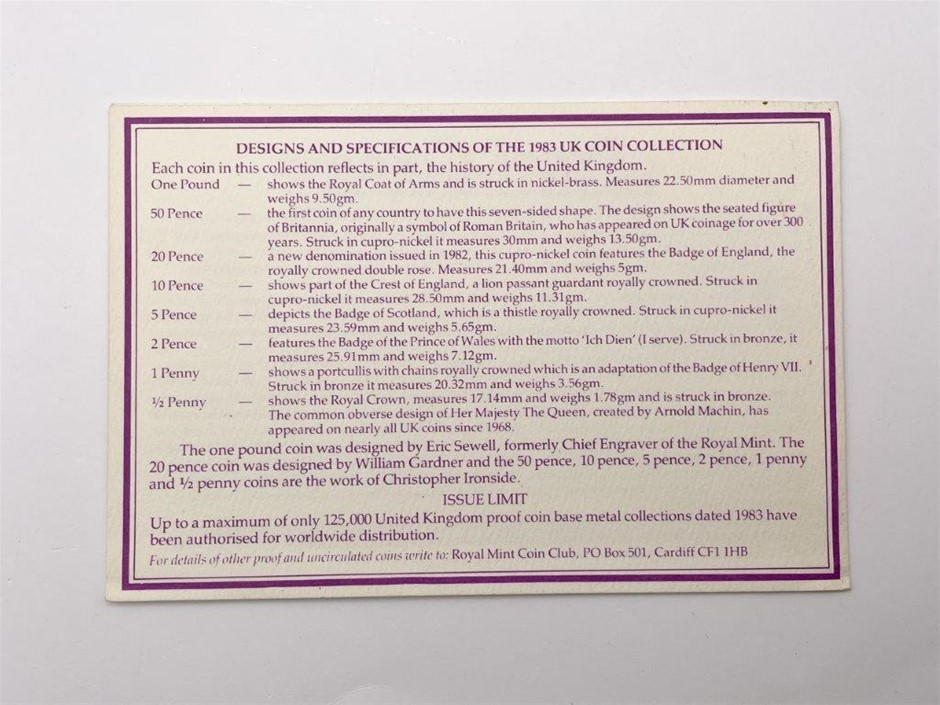 DESIGNS AND SPECIFICATIONS OF THE 1983 UK COIN COLLECTION
Each coin in this collection reflects in part, the history of the United Kingdom.
One Pound — shows the Royal Coat of Arms and is struck in nickel-brass. Measures 22.50mm diameter and
weighs 9.50gm.
50 Pence — the first coin of any country to have this seven-sided shape. The design shows the seated figure
of Britannia, originally a symbol of Roman Britain, who has appeared on UK coinage for over 300
years. Struck in cupro-nickel it measures 30mm and weighs 13.50gm.
20 Pence — a new denomination issued in 1982, this cupro-nickel coin features the Badge of England, the
royally crowned double rose. Measures 21.40mm and weighs 5gm.
10 Pence — shows part of the Crest of England, a lion passant guardant royally crowned. Struck in
cupro-nickel it measures 28.50mm and weighs 11.31gm.
5 Pence — depicts the Badge of Scotland, which is a thistle royally crowned. Struck in cupro-nickel it
measures 23.59mm and weighs 5.65gm.
2 Pence — features the Badge of the Prince of Wales with the motto 'Ich Dien' (I serve). Struck in bronze, it
measures 25.91mm and weighs 7.12gm.
1 Penny — shows a portcullis with chains royally crowned which is an adaptation of the Badge of Henry VII.
Struck in bronze it measures 20.32mm and weighs 3.56gm.
½ Penny — shows the Royal Crown, measures 17.14mm and weighs 1.78gm and is struck in bronze.
The common obverse design of Her Majesty The Queen, created by Arnold Machin, has
appeared on nearly all UK coins since 1968.
The one pound coin was designed by Eric Sewell, formerly Chief Engraver of the Royal Mint. The
20 pence coin was designed by William Gardner and the 50 pence, 10 pence, 5 pence, 2 pence, 1 penny
and ½ penny coins are the work of Christopher Ironside.
ISSUE LIMIT
Up to a maximum of only 125,000 United Kingdom proof coin base metal collections dated 1983 have
been authorised for worldwide distribution.
For details of other proof and uncirculated coins write to: Royal Mint Coin Club, PO Box 501, Cardiff CF1 1HB